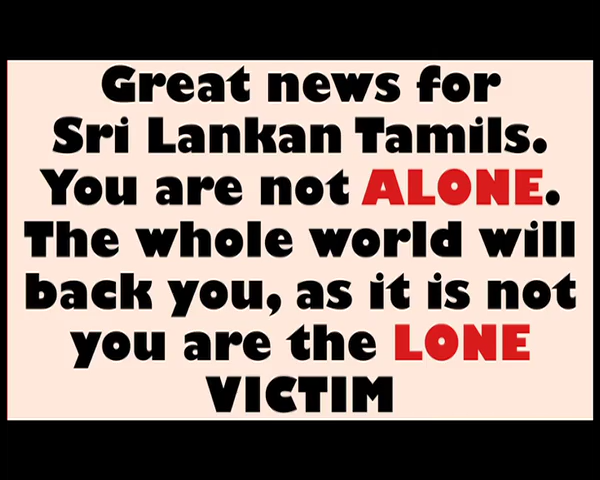 Great news for
Sri Lankan Tamils.
You are not ALONE.
The whole world will
back you, as it is not
you are the LONE
VICTIM